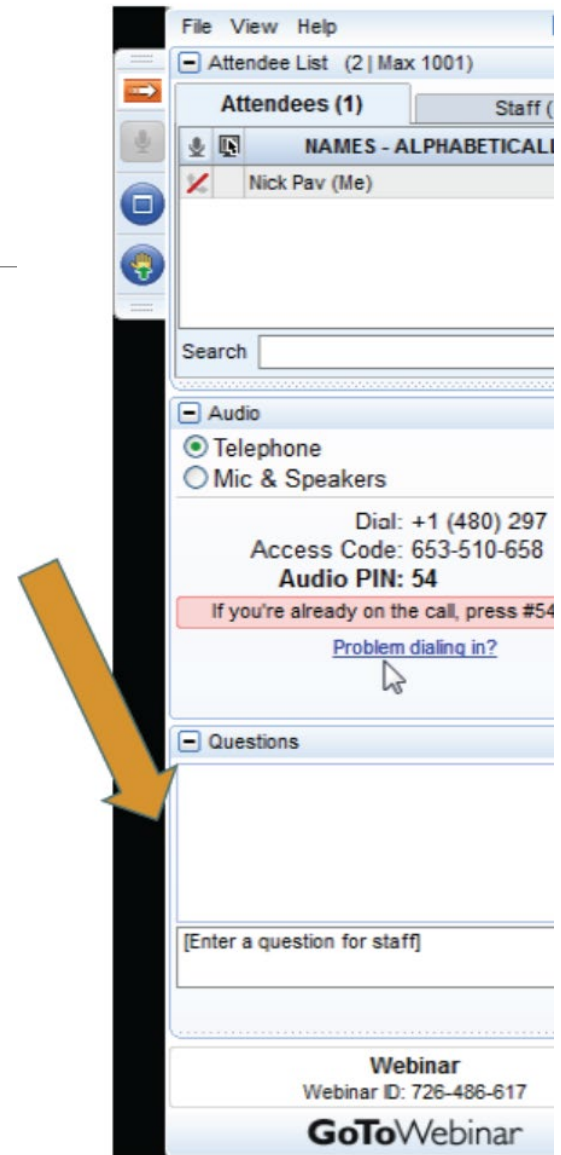 File View Help
Attendee List (2 | Max 1001)
Attendees (1) Staff (
NAMES - ALPHABETICALL
Nick Pav (Me)
Search
Audio
Telephone
Mic & Speakers
Dial: +1 (480) 297
Access Code: 653-510-658
Audio PIN: 54
If you're already on the call, press #54
Problem dialing in?
Questions
[Enter a question for staff]
Webinar
Webinar ID: 726-486-617
GoToWebinar